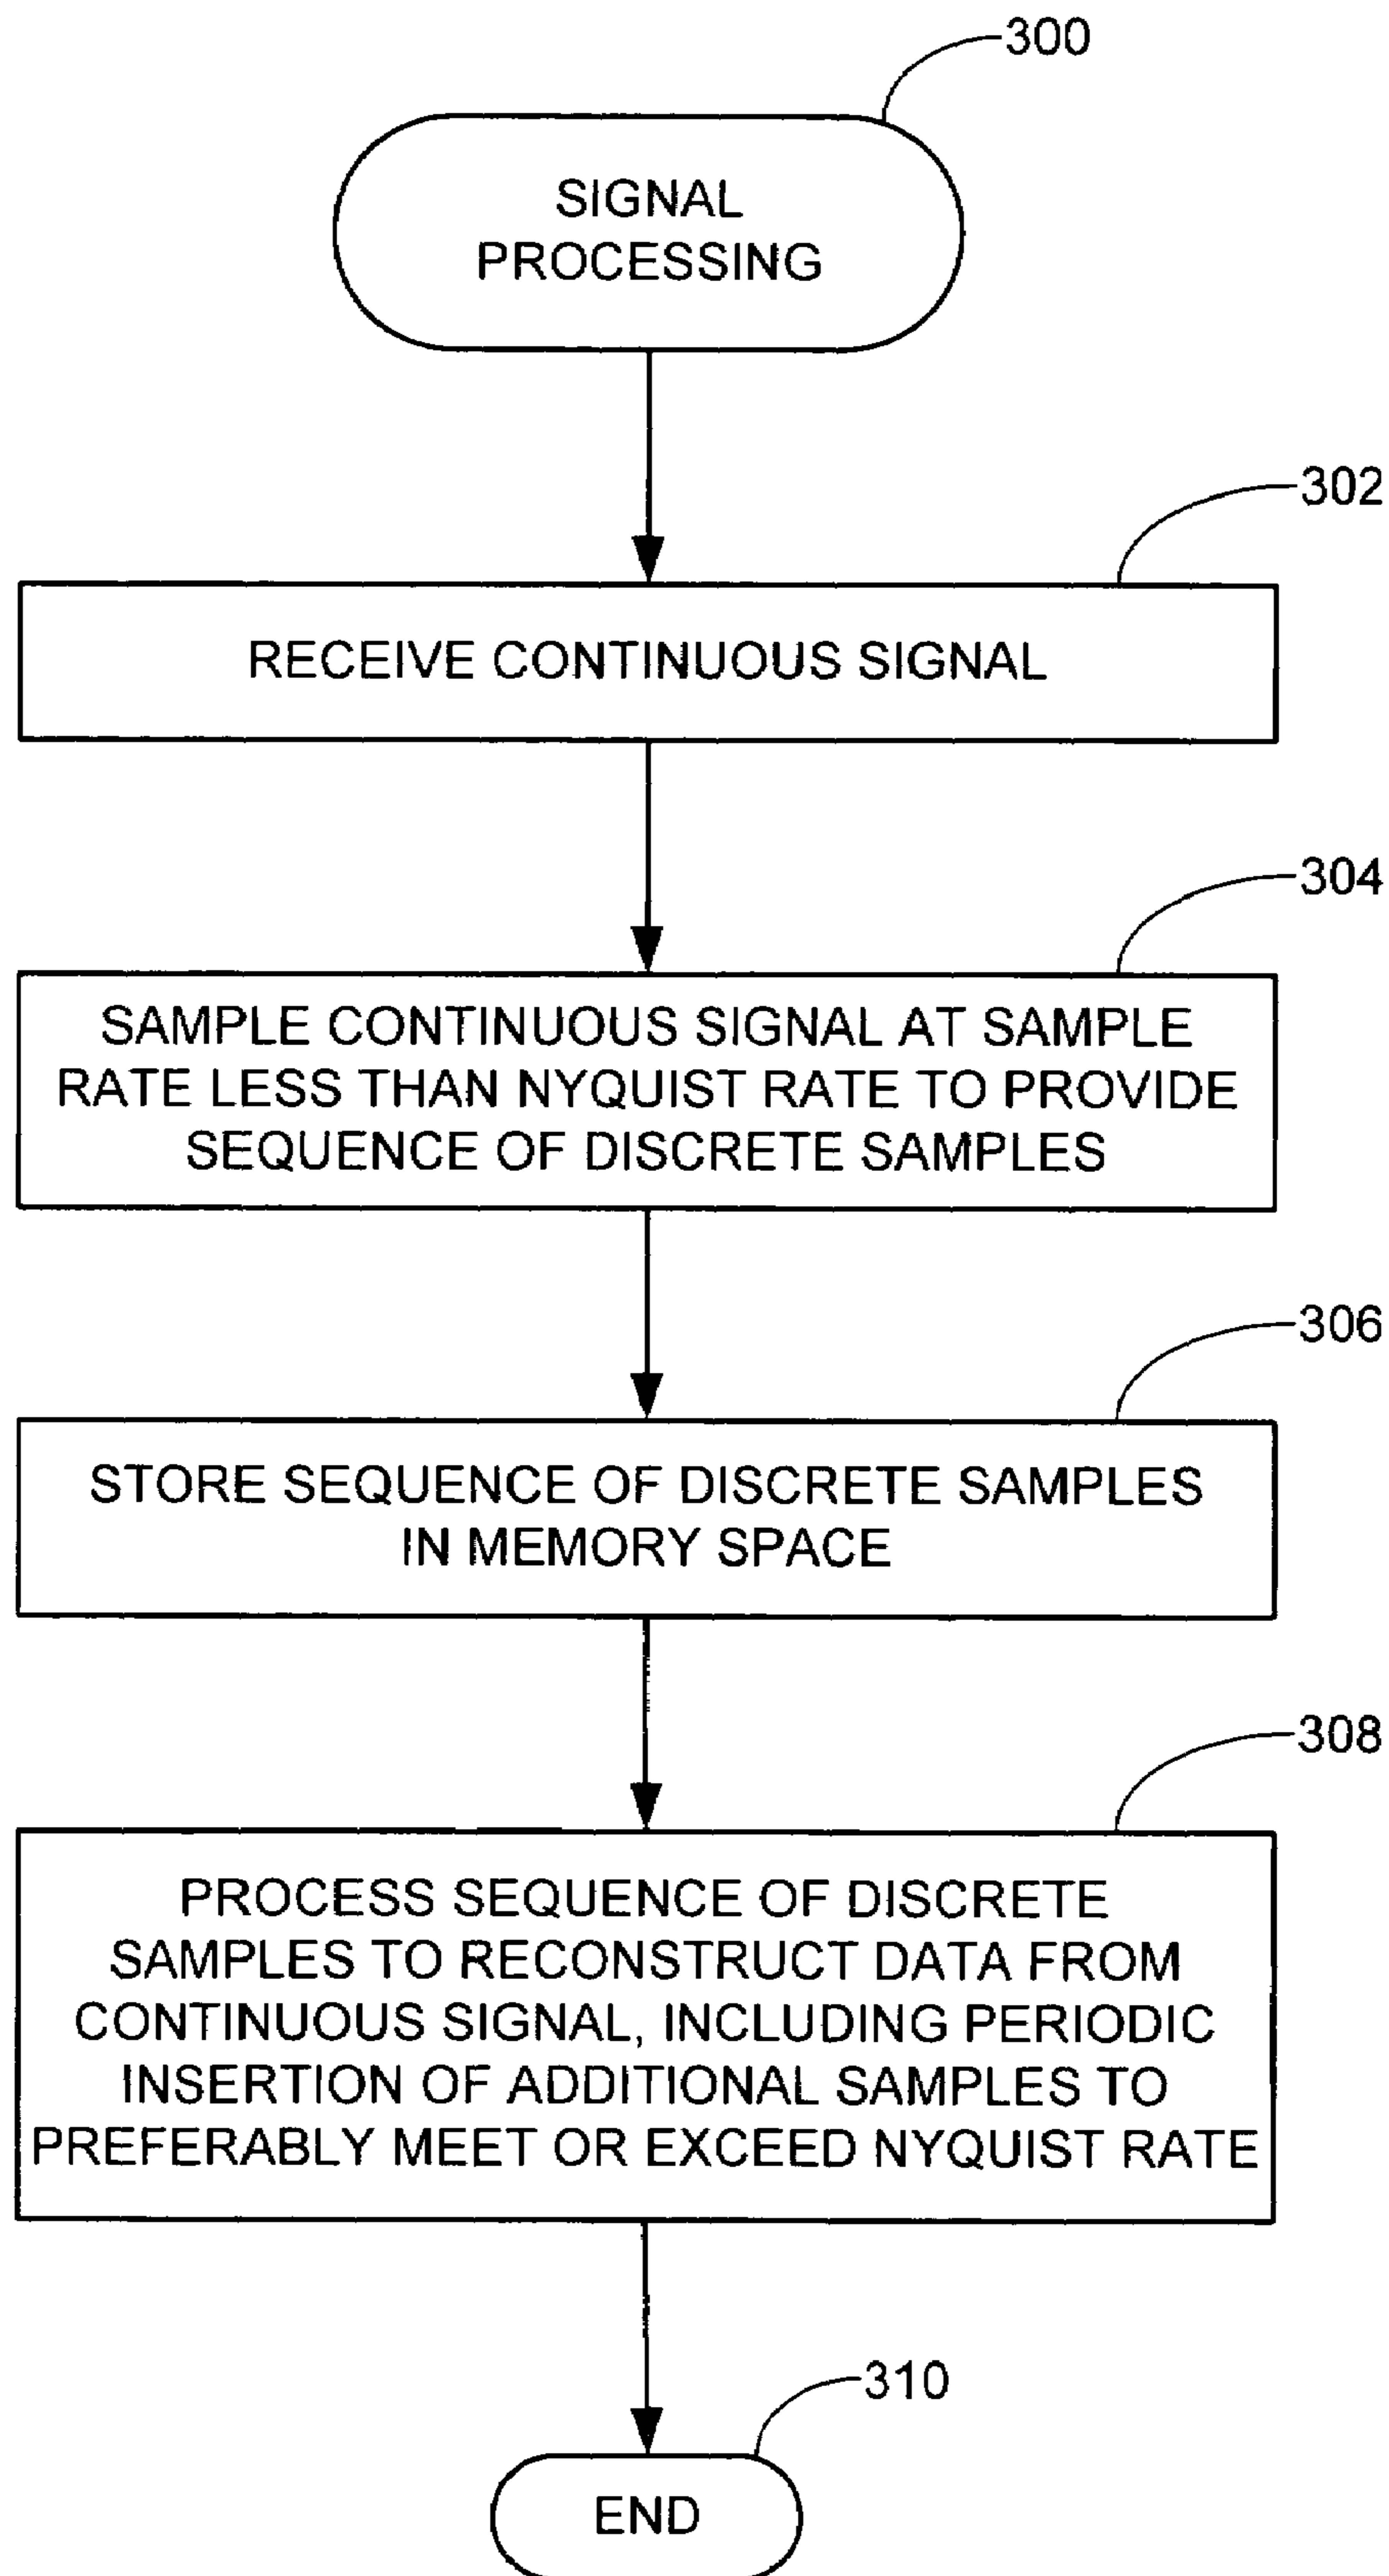 300
SIGNAL
PROCESSING
302
RECEIVE CONTINUOUS SIGNAL
304
SAMPLE CONTINUOUS SIGNAL AT SAMPLE
RATE LESS THAN NYQUIST RATE TO PROVIDE
SEQUENCE OF DISCRETE SAMPLES
306
STORE SEQUENCE OF DISCRETE SAMPLES
IN MEMORY SPACE
308
PROCESS SEQUENCE OF DISCRETE
SAMPLES TO RECONSTRUCT DATA FROM
CONTINUOUS SIGNAL, INCLUDING PERIODIC
INSERTION OF ADDITIONAL SAMPLES TO
PREFERABLY MEET OR EXCEED NYQUIST RATE
310
END